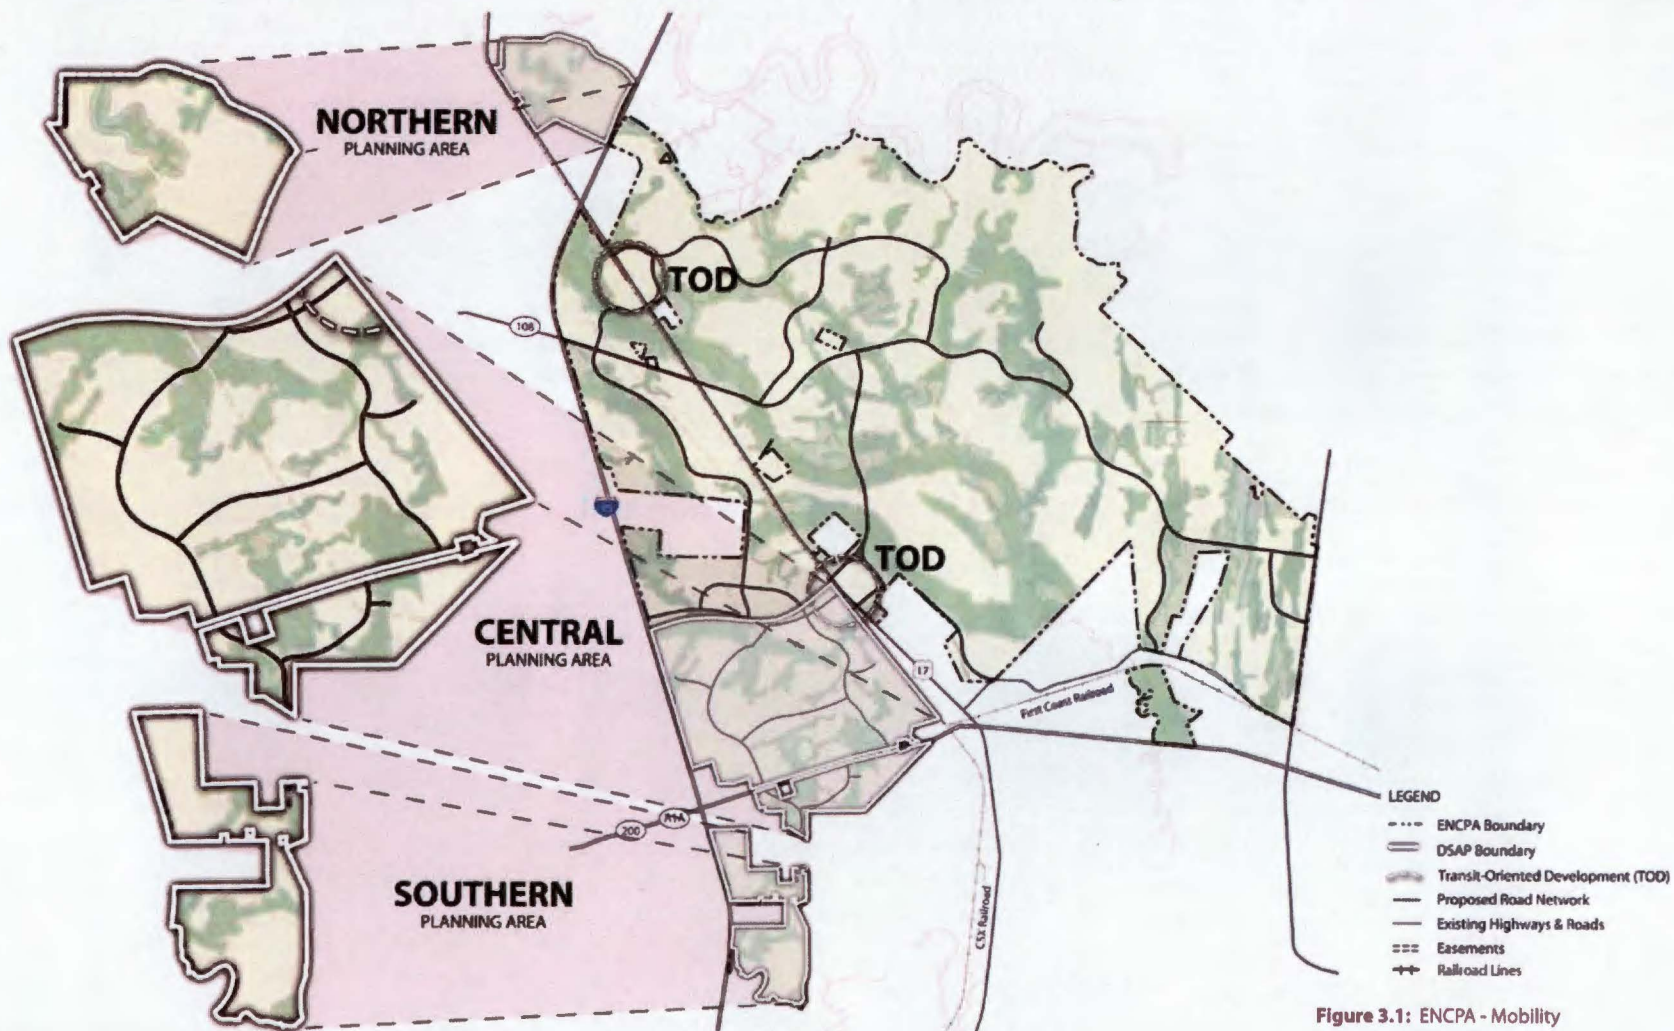 NORTHERN
PLANNING AREA
TOD
108
TOD
CENTRAL
PLANNING AREA
17
First Coast Railroad
200
A1A
SOUTHERN
PLANNING AREA
CSX Railroad
LEGEND
ENCPA Boundary
DSAP Boundary
Transit-Oriented Development (TOD)
Proposed Road Network
Existing Highways & Roads
Easements
Railroad Lines
Figure 3.1: ENCPA - Mobility